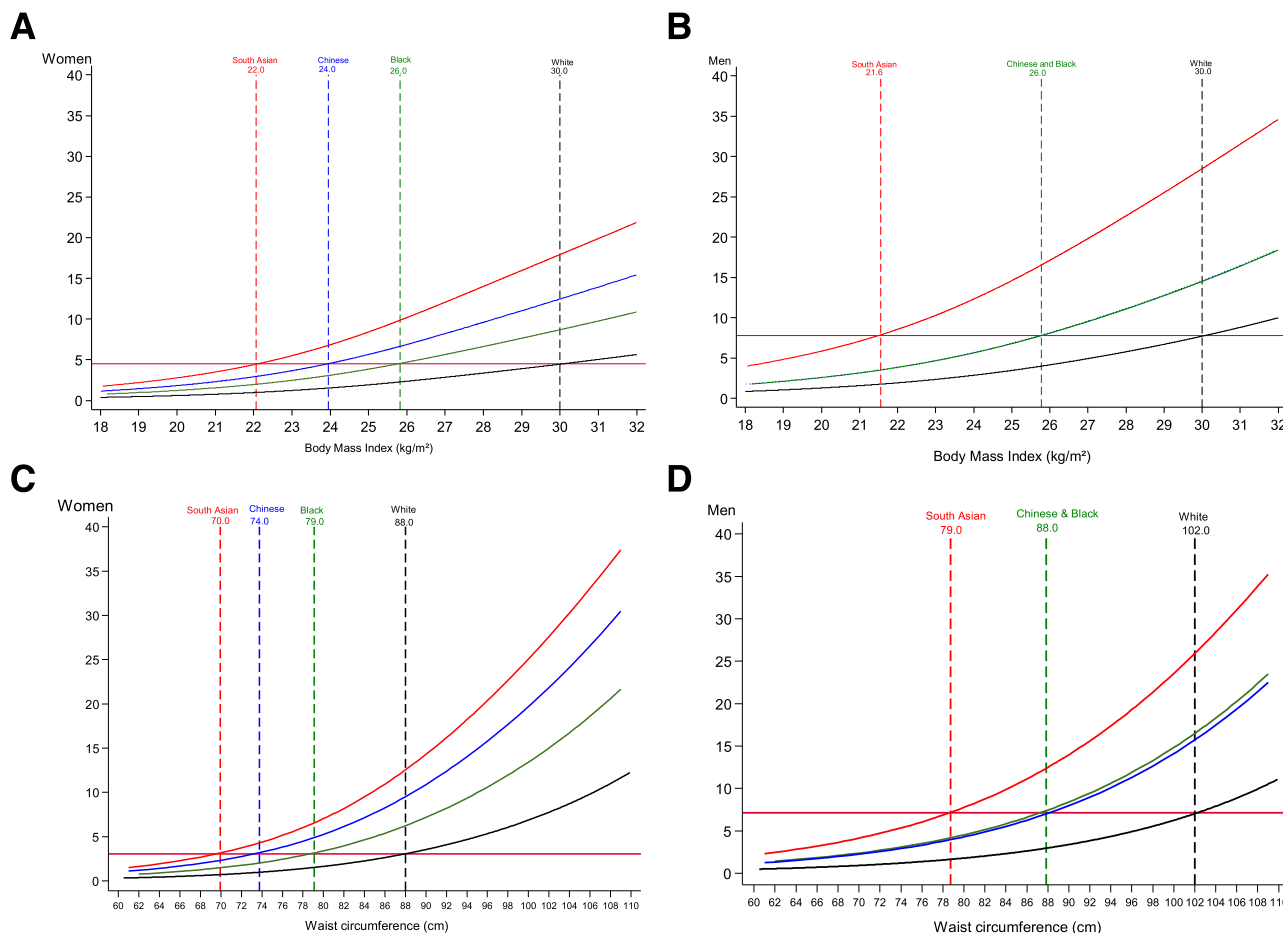 A
Women
South Asian
22.0
Chinese
24.0
Black
26.0
White
30.0
40
35
30
25
20
15
10
5
0
18 19 20 21 22 23 24 25 26 27 28 29 30 31 32
Body Mass Index (kg/m²)
B
Men
South Asian
21.6
Chinese and Black
26.0
White
30.0
40
35
30
25
20
15
10
5
0
18 19 20 21 22 23 24 25 26 27 28 29 30 31 32
Body Mass Index (kg/m²)
C
Women
South Asian
70.0
Chinese
74.0
Black
79.0
White
88.0
40
35
30
25
20
15
10
5
0
60 62 64 66 68 70 72 74 76 78 80 82 84 86 88 90 92 94 96 98 100 102 104 106 108 110
Waist circumference (cm)
D
Men
South Asian
79.0
Chinese & Black
88.0
White
102.0
40
35
30
25
20
15
10
5
0
60 62 64 66 68 70 72 74 76 78 80 82 84 86 88 90 92 94 96 98 100 102 104 106 108 11
Waist circumference (cm)